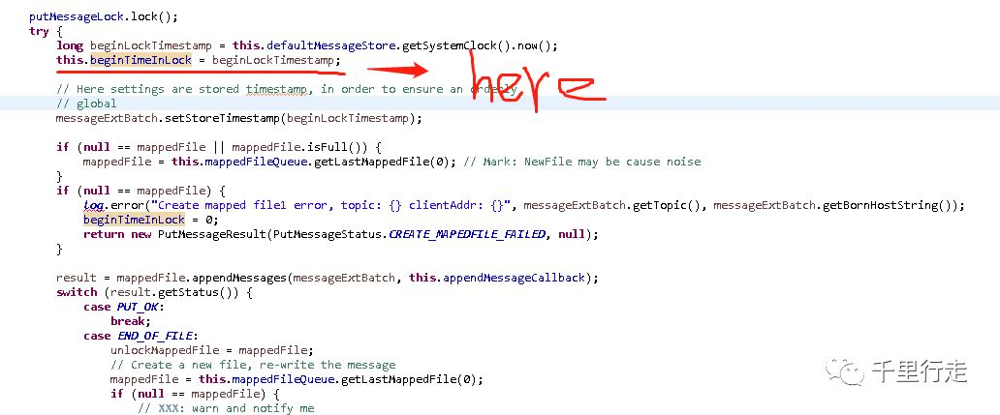 putMessageLock.lock();
try {
long beginLockTimestamp = this.defaultMessageStore.getSystemClock().now();
this.beginTimeInLock = beginLockTimestamp;
here
// Here settings are stored timestamp, in order to ensure an orderly
// global
messageExtBatch.setStoreTimestamp(beginLockTimestamp);
if (null == mappedFile || mappedFile.isFull()) {
mappedFile = this.mappedFileQueue.getLastMappedFile(0); // Mark: NewFile may be cause noise
}
if (null == mappedFile) {
log.error("Create mapped file1 error, topic: {} clientAddr: {}", messageExtBatch.getTopic(), messageExtBatch.getBornHostString());
beginTimeInLock = 0;
return new PutMessageResult(PutMessageStatus.CREATE_MAPEDFILE_FAILED, null);
}
result = mappedFile.appendMessages(messageExtBatch, this.appendMessageCallback);
switch (result.getStatus()) {
case PUT_OK:
break;
case END_OF_FILE:
unlockMappedFile = mappedFile;
// Create a new file, re-write the message
mappedFile = this.mappedFileQueue.getLastMappedFile(0);
if (null == mappedFile) {
// XXX: warn and notify me
千里行走